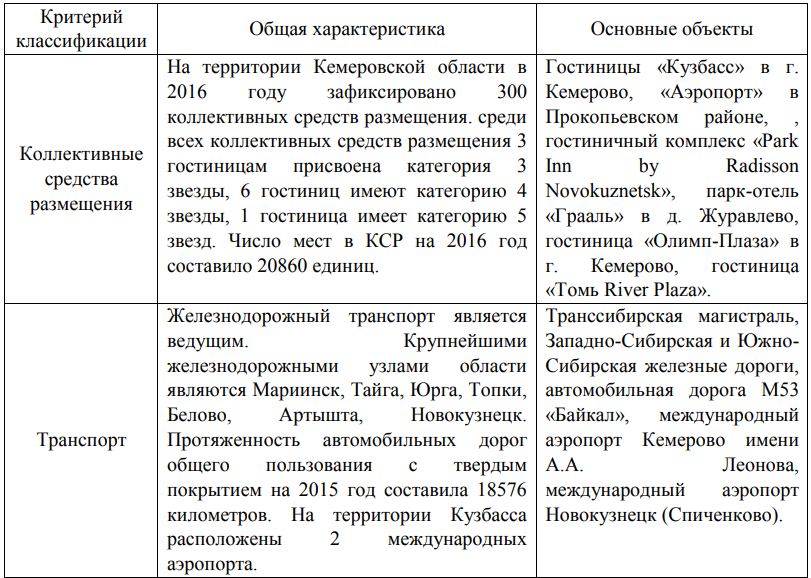 Критерий
классификации
Общая характеристика
Основные объекты
Коллективные
средства
размещения
На территории Кемеровской области в
2016 году зафиксировано 300
коллективных средств размещения. среди
всех коллективных средств размещения 3
гостиницам присвоена категория 3
звезды, 6 гостиниц имеют категорию 4
звезды, 1 гостиница имеет категорию 5
звезд. Число мест в КСР на 2016 год
составило 20860 единиц.
Гостиницы «Кузбасс» в г.
Кемерово, «Аэропорт» в
Прокопьевском районе, ,
гостиничный комплекс «Park
Inn by Radisson
Novokuznetsk», парк-отель
«Грааль» в д. Журавлево,
гостиница «Олимп-Плаза» в
г. Кемерово, гостиница
«Томь River Plaza».
Транспорт
Железнодорожный транспорт является
ведущим. Крупнейшими
железнодорожными узлами области
являются Мариинск, Тайга, Юрга, Топки,
Белово, Артышта, Новокузнецк.
Протяженность автомобильных дорог
общего пользования с твердым
покрытием на 2015 год составила 18576
километров. На территории Кузбасса
расположены 2 международных
аэропорта.
Транссибирская магистраль,
Западно-Сибирская и Южно-
Сибирская железные дороги,
автомобильная дорога М53
«Байкал», международный
аэропорт Кемерово имени
А.А. Леонова,
международный аэропорт
Новокузнецк (Спиченково).